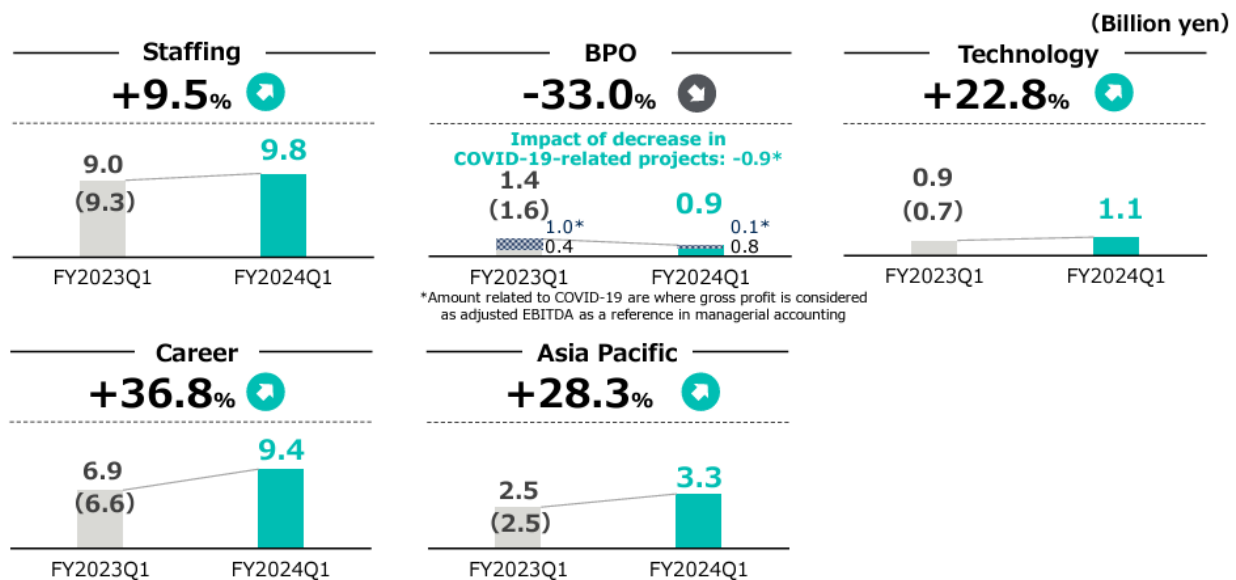 (Billion yen)
Staffing
+9.5%
9.0
(9.3)
9.8
FY2023Q1
FY2024Q1
BPO
-33.0%
Impact of decrease in
COVID-19-related projects: -0.9*
1.4
(1.6)
0.9
1.0*
0.4
0.1*
0.8
FY2023Q1
FY2024Q1
*Amount related to COVID-19 are where gross profit is considered
as adjusted EBITDA as a reference in managerial accounting
Technology
+22.8%
0.9
(0.7)
1.1
FY2023Q1
FY2024Q1
Career
+36.8%
6.9
(6.6)
9.4
FY2023Q1
FY2024Q1
Asia Pacific
+28.3%
2.5
(2.5)
3.3
FY2023Q1
FY2024Q1